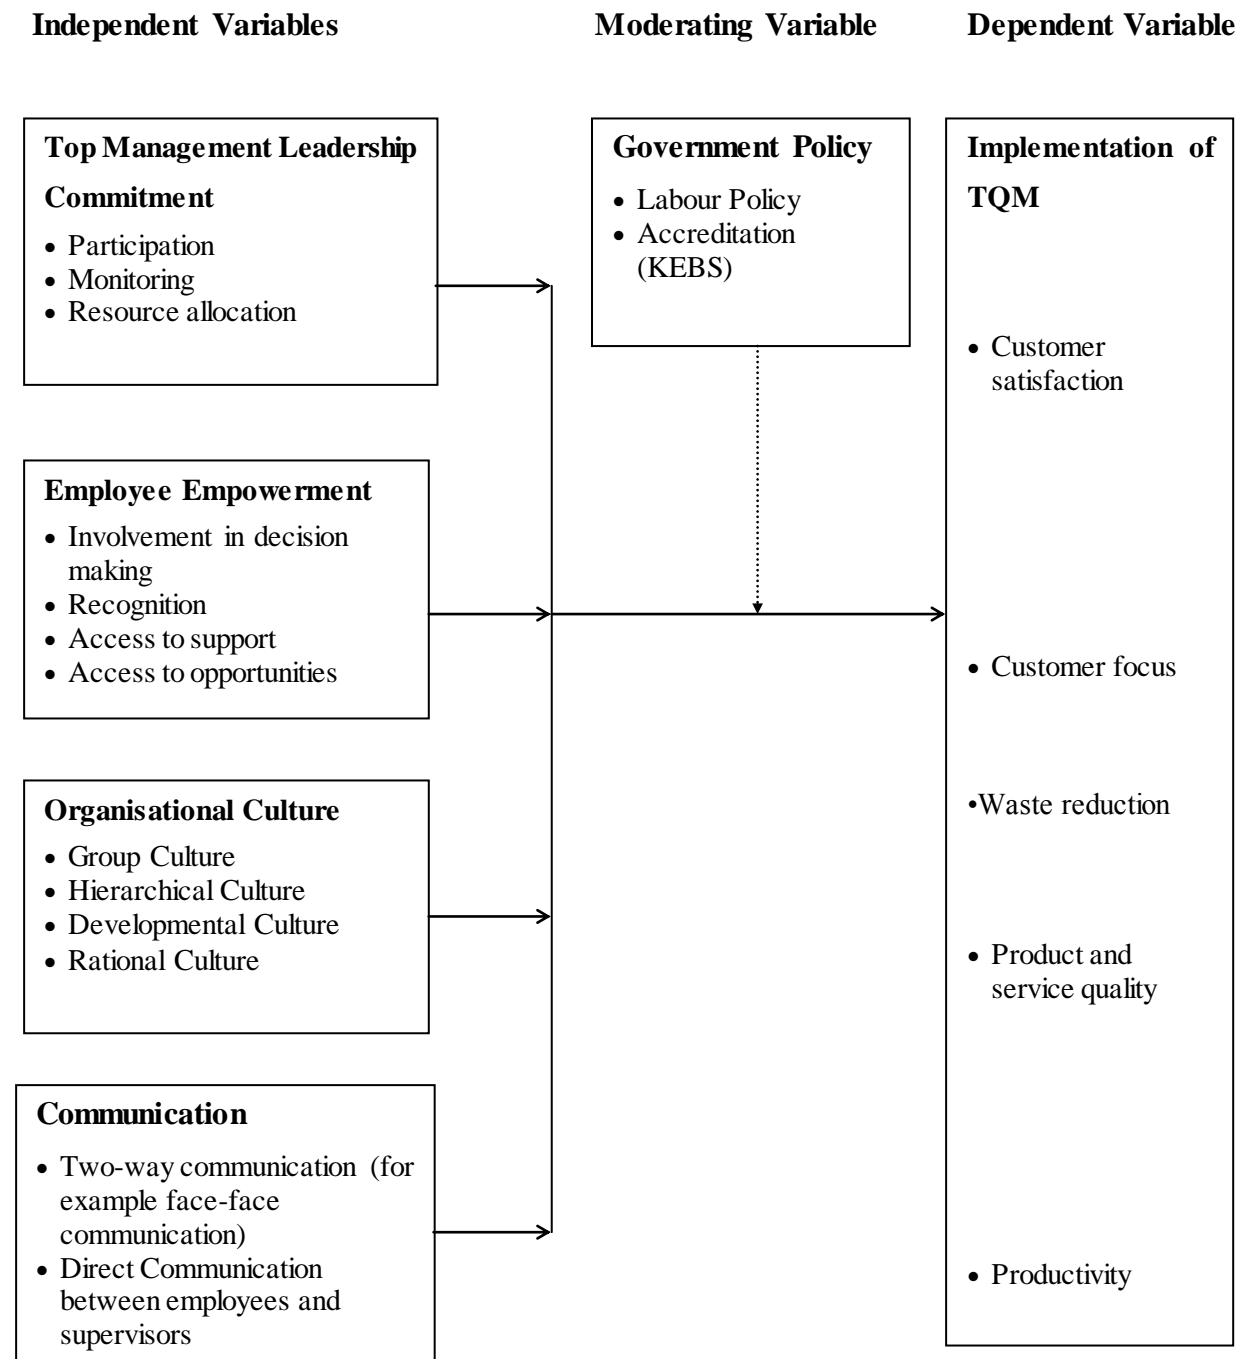 Independent Variables
Moderating Variable
Dependent Variable
Top Management Leadership
Commitment
• Participation
• Monitoring
• Resource allocation
Employee Empowerment
• Involvement in decision
making
• Recognition
• Access to support
• Access to opportunities
Organisational Culture
• Group Culture
• Hierarchical Culture
• Developmental Culture
• Rational Culture
Communication
• Two-way communication (for
example face-face
communication)
• Direct Communication
between employees and
supervisors
Government Policy
• Labour Policy
• Accreditation
(KEBS)
Implementation of
TQM
• Customer
satisfaction
• Customer focus
•Waste reduction
• Product and
service quality
• Productivity